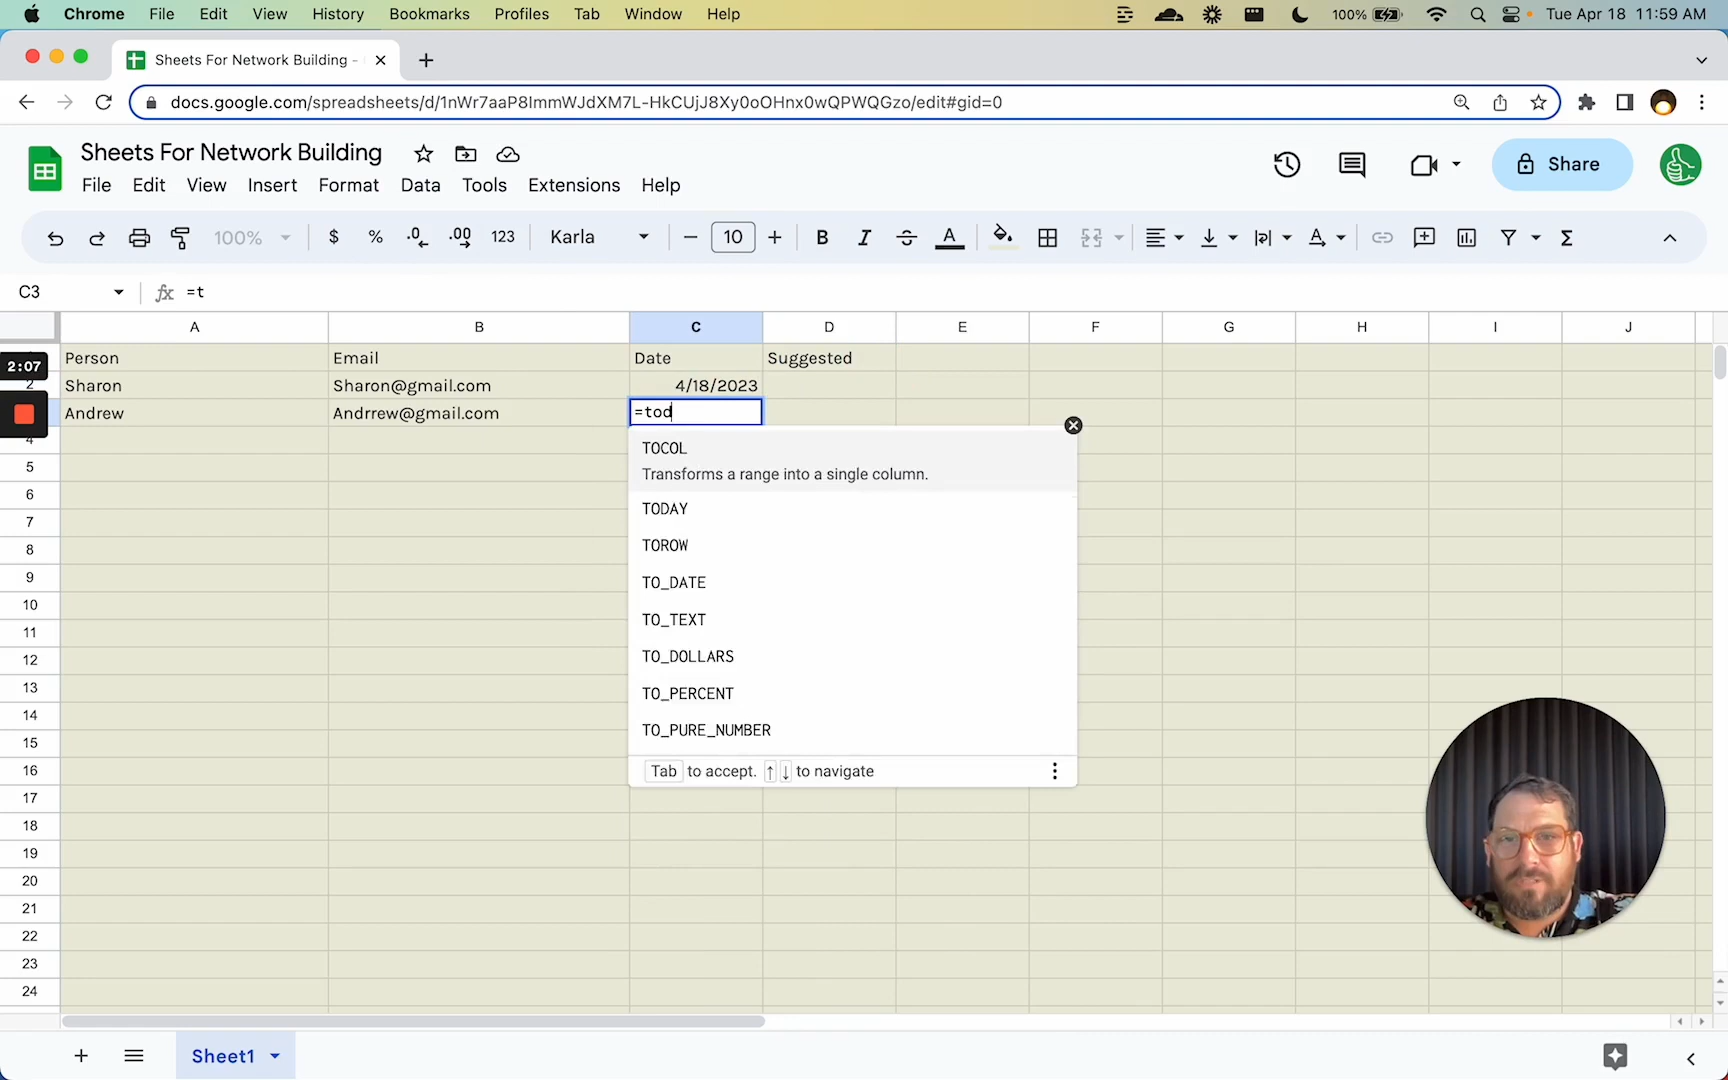 Chrome File Edit View History Bookmarks Profiles Tab Window Help 100% Tue Apr 18 11:59 AM
Sheets For Network Building -
docs.google.com/spreadsheets/d/1nWr7aaP8ImmWJdXM7L-HkCUjJ8Xy0oOHnx0wQPWQGzo/edit#gid=0
Sheets For Network Building
Share
File Edit View Insert Format Data Tools Extensions Help
100% $ % .0 .00 123 Karla 10 B I A
C3 fx =t
A B C D E F G H I J
Person Email Date Suggested
2:07
2 Sharon Sharon@gmail.com 4/18/2023
Andrew Andrrew@gmail.com =tod
4
TOCOL
5
Transforms a range into a single column.
6
TODAY
7
TOROW
8
9
TO_DATE
10
TO_TEXT
11
12
TO_DOLLARS
13
TO_PERCENT
14
TO_PURE_NUMBER
15
16
Tab to accept. ↑ ↓ to navigate
17
18
19
20
21
22
23
24
Sheet1